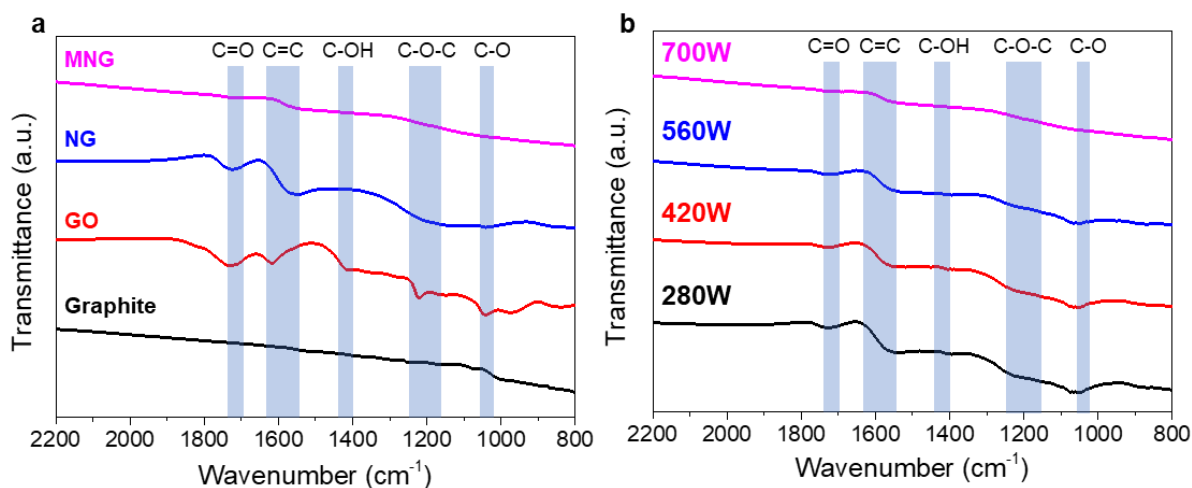 a
C=O C=C C-OH C-O-C C-O
MNG
NG
GO
Graphite
Transmittance (a.u.)
2200 2000 1800 1600 1400 1200 1000 800
Wavenumber (cm⁻¹)
b
C=O C=C C-OH C-O-C C-O
700W
560W
420W
280W
Transmittance (a.u.)
2200 2000 1800 1600 1400 1200 1000 800
Wavenumber (cm⁻¹)